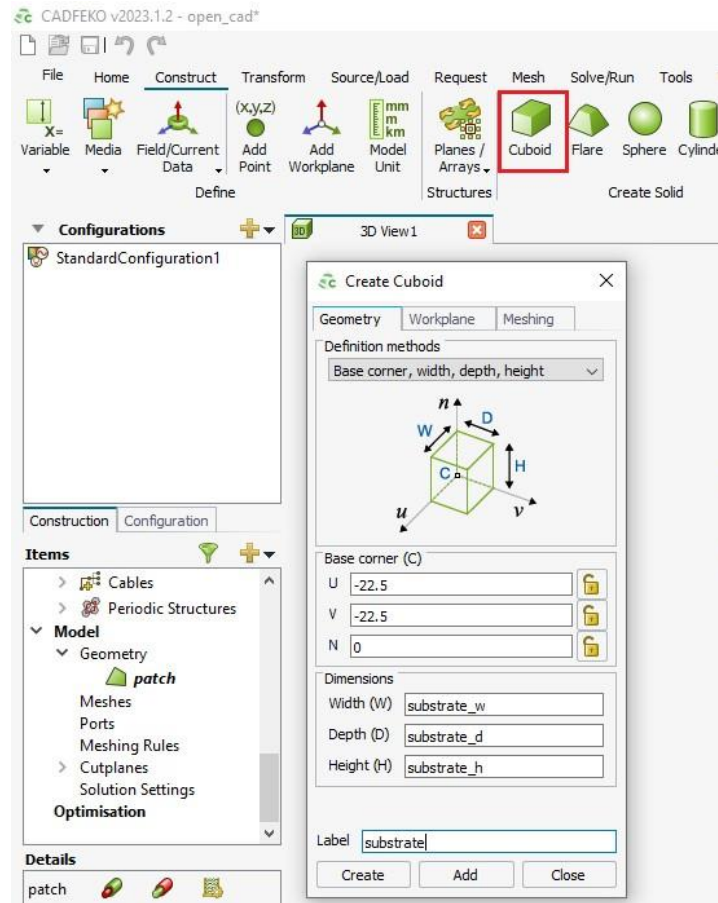 CADFEKO v2023.1.2 - open_cad*
File Home Construct Transform Source/Load Request Mesh Solve/Run Tools
X= (x,y,z) mm m km
Variable Media Field/Current Data Add Point Add Workplane Model Unit Planes / Arrays Cuboid Flare Sphere Cylinde
Define Structures Create Solid
Configurations
3D 3D View1
StandardConfiguration1
Create Cuboid
Geometry Workplane Meshing
Definition methods
Base corner, width, depth, height
n
W D
C H
u v
Construction Configuration
Items
Cables
Periodic Structures
Model
Geometry
patch
Meshes
Ports
Meshing Rules
Cutplanes
Solution Settings
Optimisation
Base corner (C)
U -22.5
V -22.5
N 0
Dimensions
Width (W) substrate_w
Depth (D) substrate_d
Height (H) substrate_h
Label substrate
Create Add Close
Details
patch